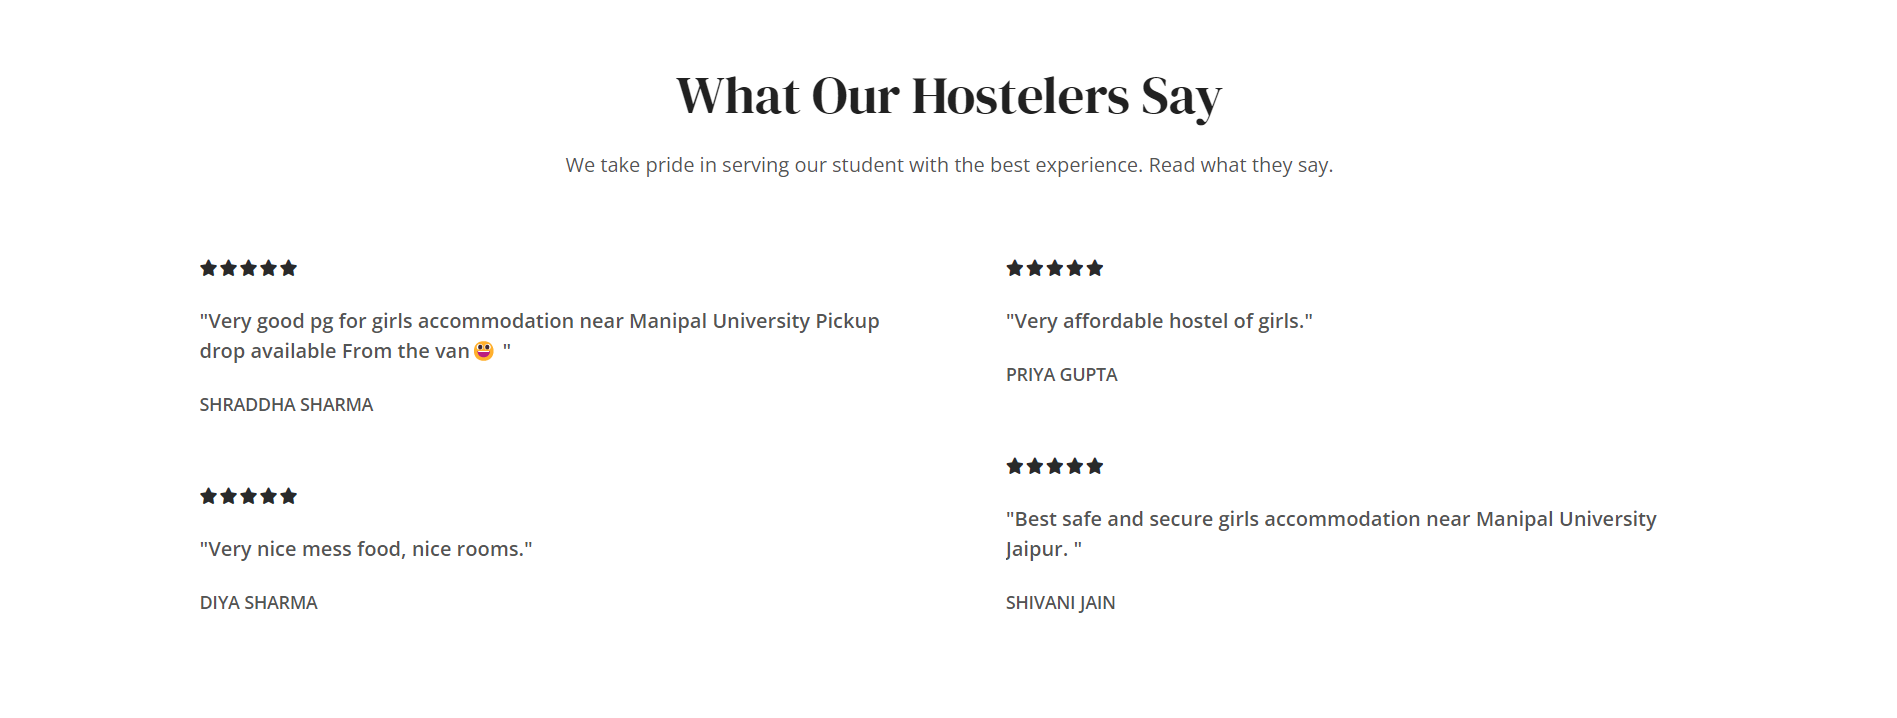 What Our Hostelers Say
We take pride in serving our student with the best experience. Read what they say.
"Very good pg for girls accommodation near Manipal University Pickup
drop available From the van😀 "
SHRADDHA SHARMA
"Very nice mess food, nice rooms."
DIYA SHARMA
"Very affordable hostel of girls."
PRIYA GUPTA
"Best safe and secure girls accommodation near Manipal University
Jaipur. "
SHIVANI JAIN